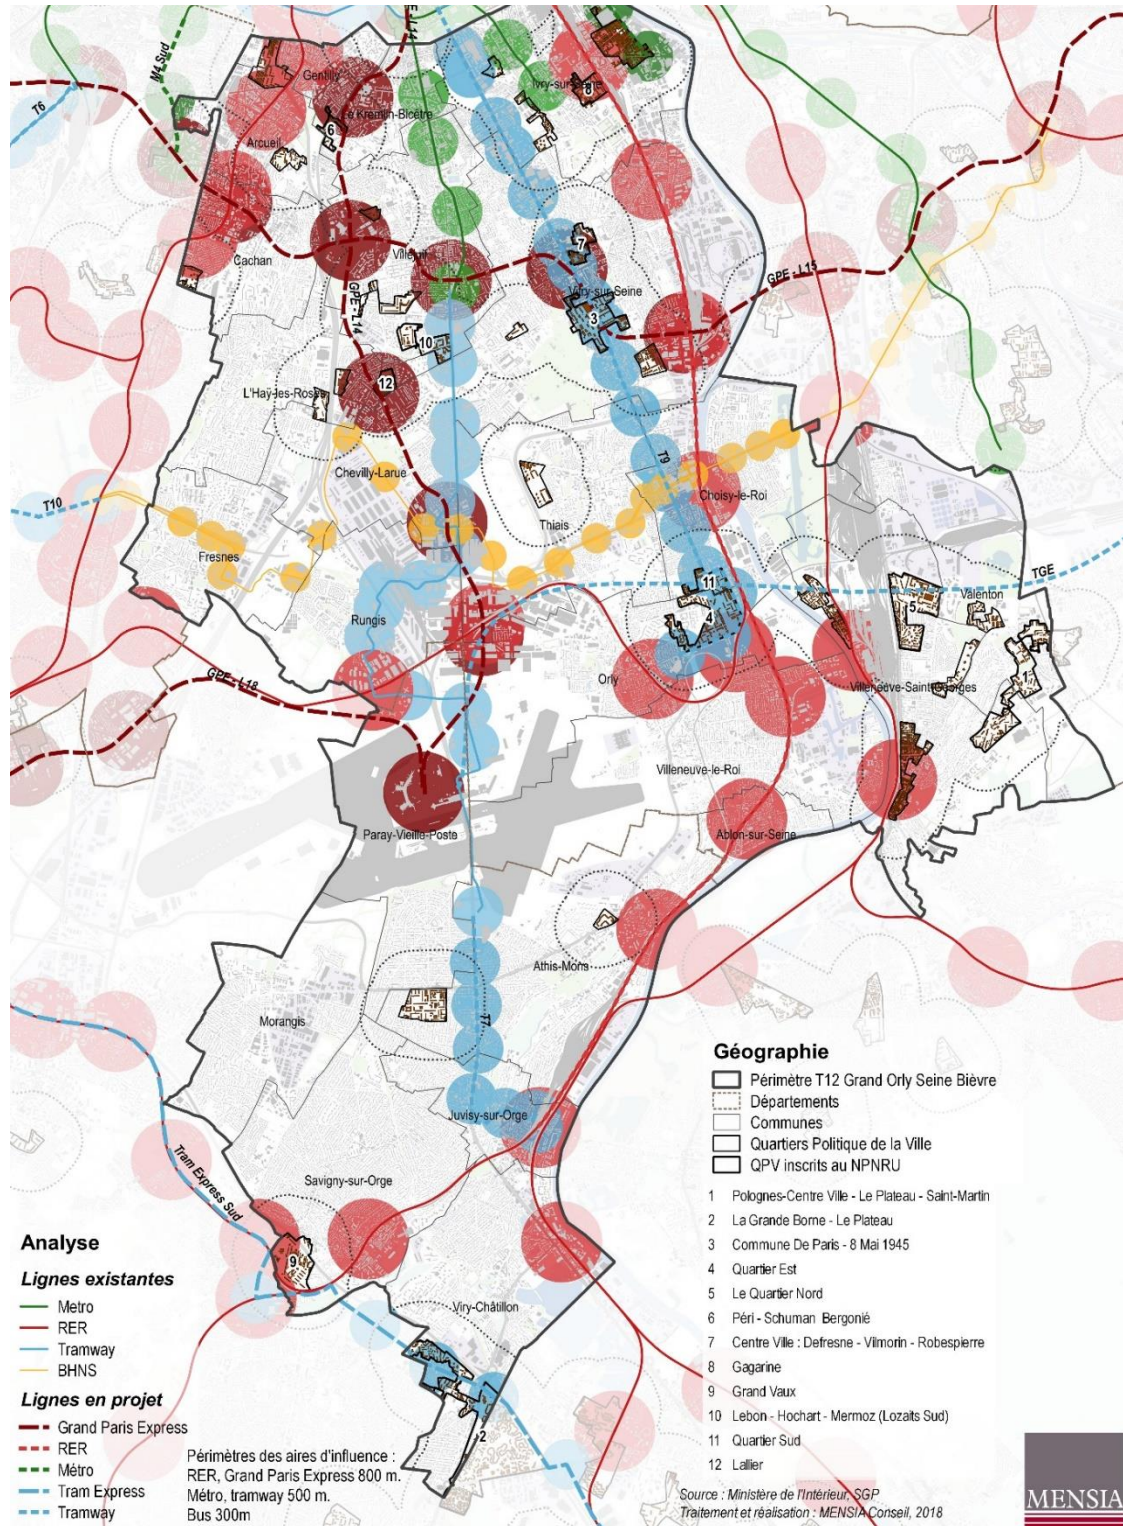 M4 Sud
GPE - L14
T6
Gentilly
Le Kremlin-Bicêtre
Ivry-sur-Seine
8
6
Arcueil
Cachan
Villejuif
7
Vitry-sur-Seine
3
GPE - L15
GPE - L14
10
12
L'Haÿ-les-Roses
Chevilly-Larue
T9
Choisy-le-Roi
T10
Thiais
Fresnes
TGE
11
5
Valenton
4
Rungis
Orly
1
GPE - L18
Villeneuve-Saint-Georges
Villeneuve-le-Roi
Paray-Vieille-Poste
Ablon-sur-Seine
Athis-Mons
Morangis
T7
Juvisy-sur-Orge
Tram Express Sud
Savigny-sur-Orge
9
Viry-Châtillon
2
Géographie
Périmètre T12 Grand Orly Seine Bièvre
Départements
Communes
Quartiers Politique de la Ville
QPV inscrits au NPNRU
1 Polognes-Centre Ville - Le Plateau - Saint-Martin
2 La Grande Borne - Le Plateau
3 Commune De Paris - 8 Mai 1945
4 Quartier Est
5 Le Quartier Nord
6 Péri - Schuman Bergonié
7 Centre Ville : Defresne - Vilmorin - Robespierre
8 Gagarine
9 Grand Vaux
10 Lebon - Hochart - Mermoz (Lozaits Sud)
11 Quartier Sud
12 Lallier
Analyse
Lignes existantes
Metro
RER
Tramway
BHNS
Lignes en projet
Grand Paris Express
RER
Métro
Tram Express
Tramway
Périmètres des aires d'influence :
RER, Grand Paris Express 800 m.
Métro, tramway 500 m.
Bus 300m
Source : Ministère de l'Intérieur, SGP
Traitement et réalisation : MENSIA Conseil, 2018
MENSIA